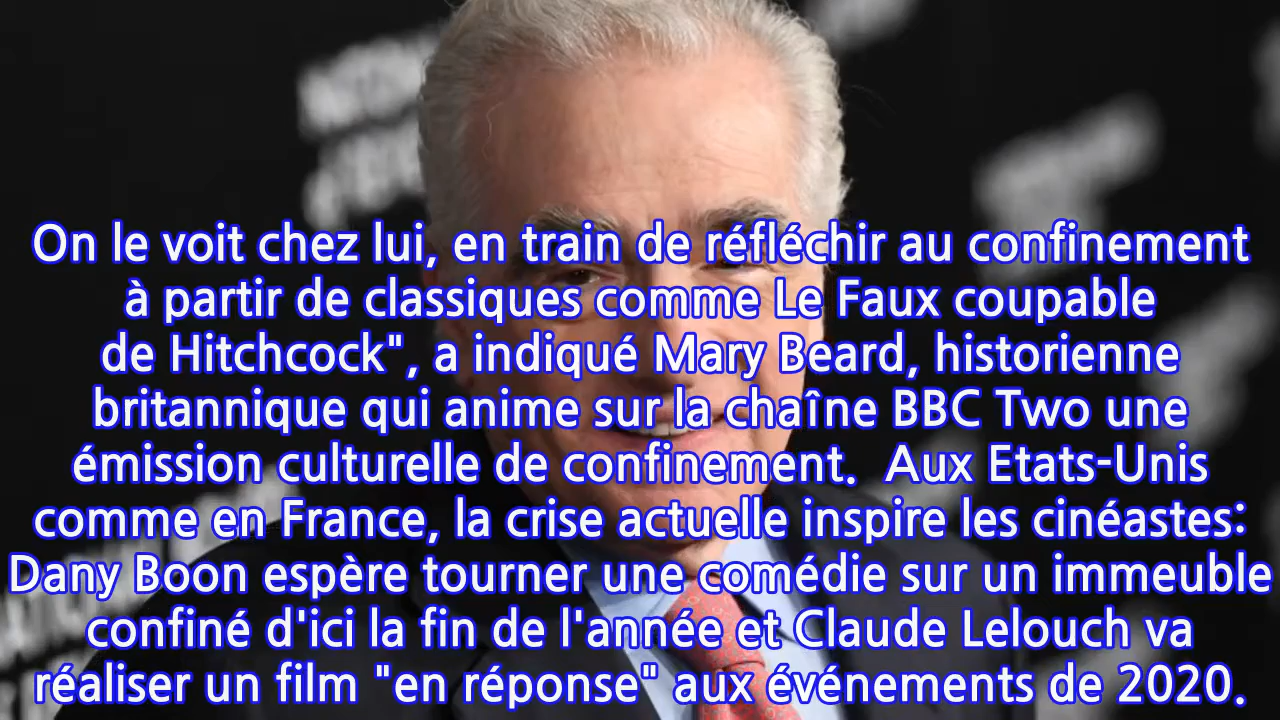 On le voit chez lui, en train de réfléchir au confinement
à partir de classiques comme Le Faux coupable
de Hitchcock", a indiqué Mary Beard, historienne
britannique qui anime sur la chaîne BBC Two une
émission culturelle de confinement.  Aux Etats-Unis
comme en France, la crise actuelle inspire les cinéastes:
Dany Boon espère tourner une comédie sur un immeuble
confiné d'ici la fin de l'année et Claude Lelouch va
réaliser un film "en réponse" aux événements de 2020.